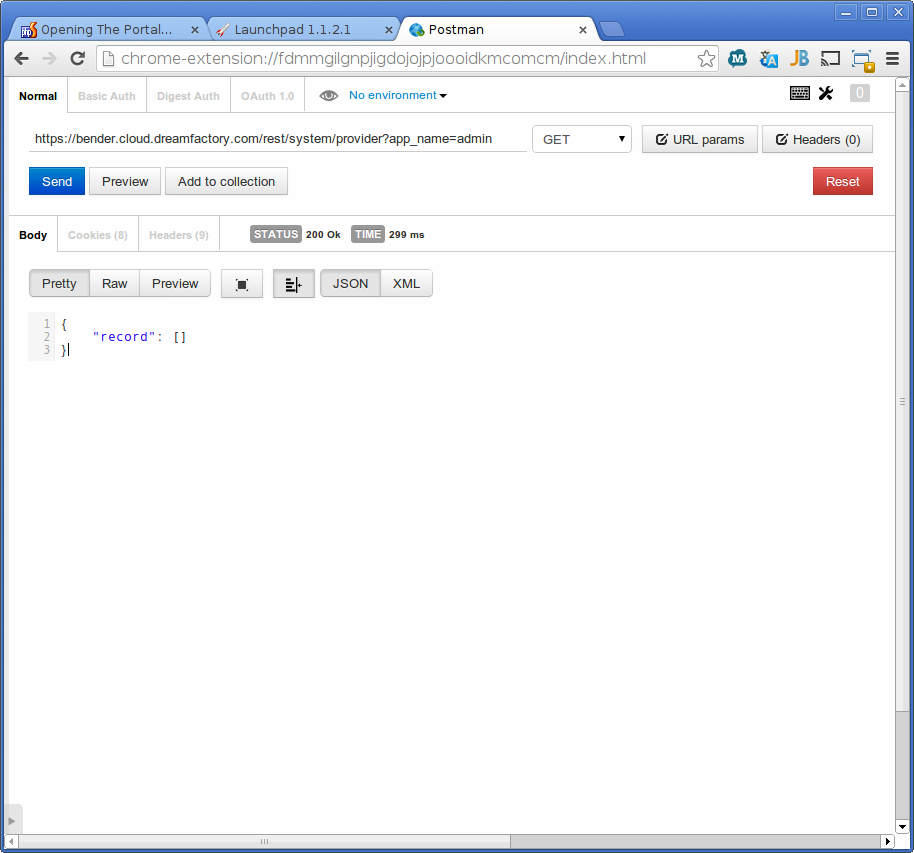 Opening The Portal...
Launchpad 1.1.2.1
Postman
chrome-extension://fdmmgilgnpjigdojojpjoooidkmcomcm/index.html
Normal Basic Auth Digest Auth OAuth 1.0 No environment 0
https://bender.cloud.dreamfactory.com/rest/system/provider?app_name=admin GET URL params Headers (0)
Send Preview Add to collection Reset
Body Cookies (8) Headers (9) STATUS 200 Ok TIME 299 ms
Pretty Raw Preview JSON XML
1 {
2 "record": []
3 }